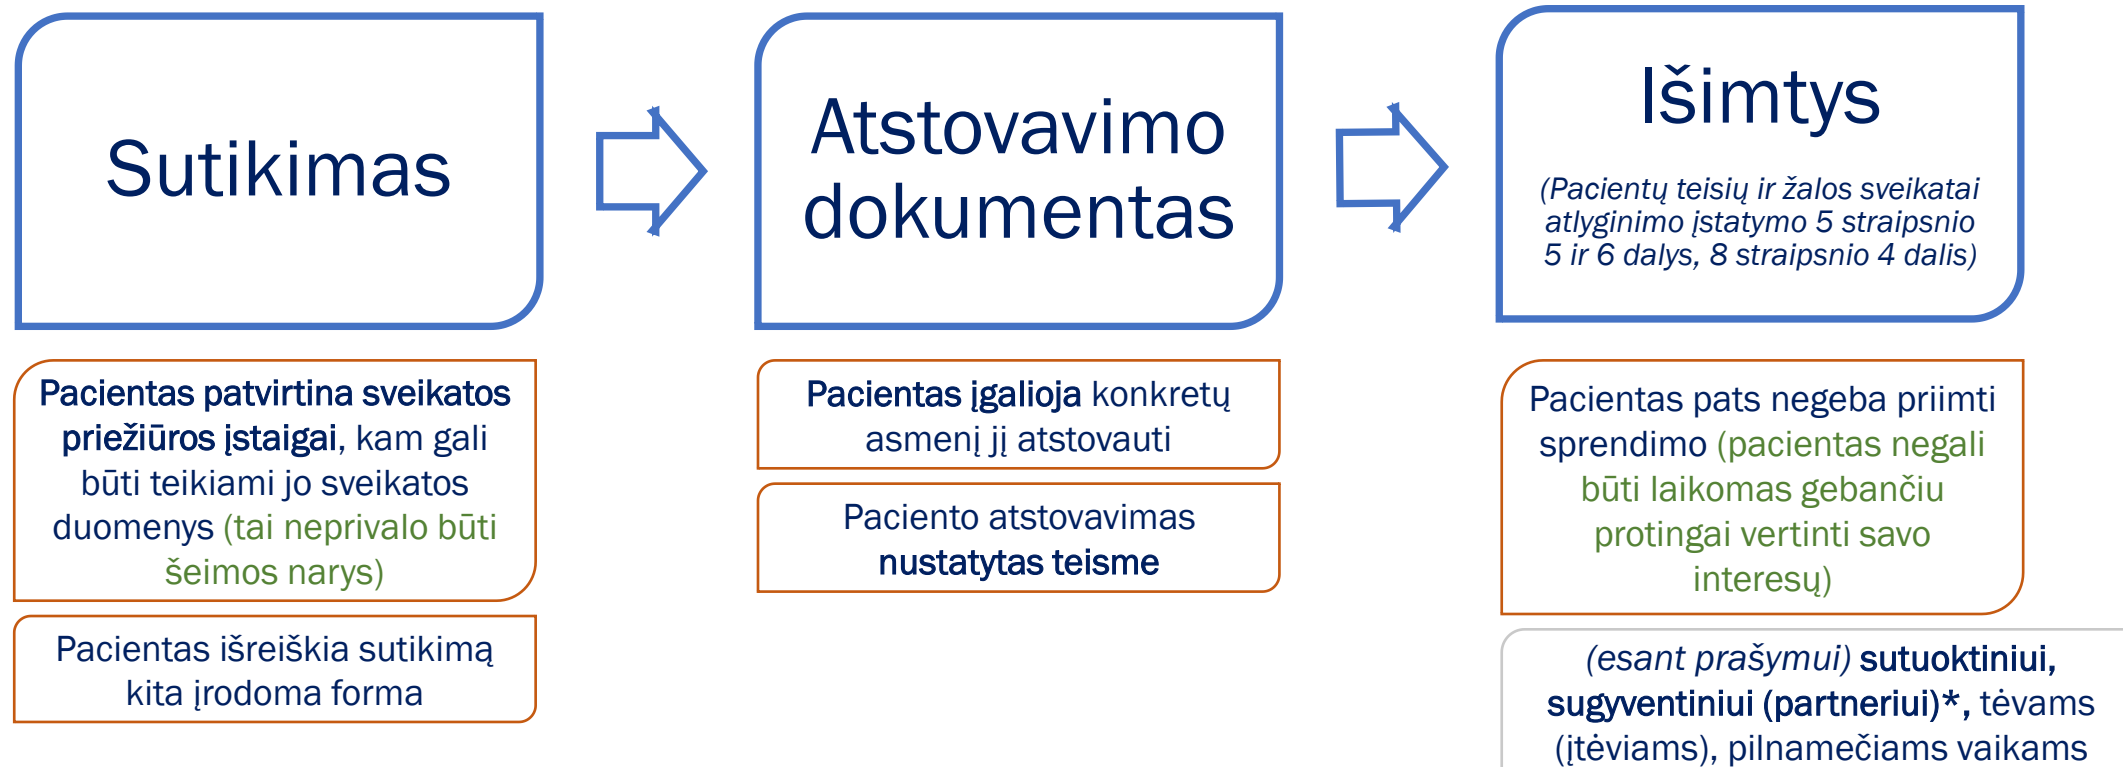 Sutikimas
Pacientas patvirtina sveikatos
priežiūros įstaigai, kam gali
būti teikiami jo sveikatos
duomenys (tai neprivalo būti
šeimos narys)
Pacientas išreiškia sutikimą
kita įrodoma forma
Atstovavimo
dokumentas
Pacientas įgalioja konkretų
asmenį jį atstovauti
Paciento atstovavimas
nustatytas teisme
Išimtys
(Pacientų teisių ir žalos sveikatai
atlyginimo įstatymo 5 straipsnio
5 ir 6 dalys, 8 straipsnio 4 dalis)
Pacientas pats negeba priimti
sprendimo (pacientas negali
būti laikomas gebančiu
protingai vertinti savo
interesų)
(esant prašymui) sutuoktiniui,
sugyventiniui (partneriui)*, tėvams
(įtėviams), pilnamečiams vaikams